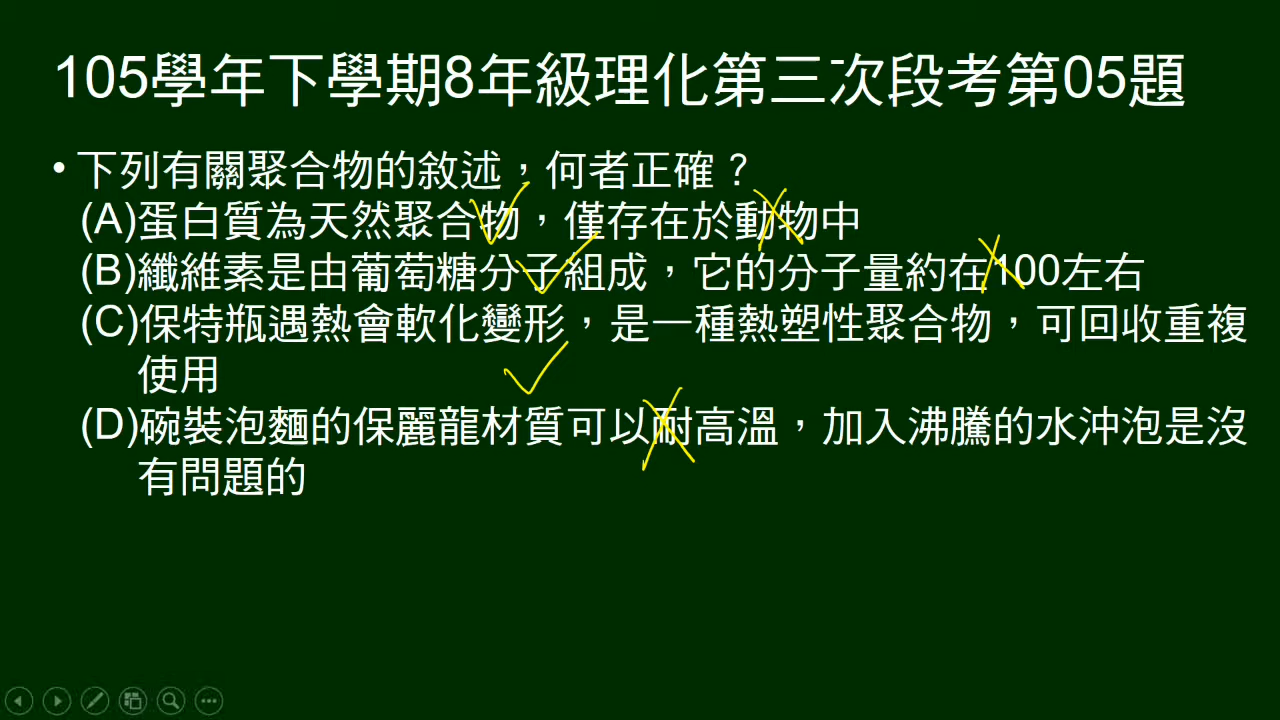 105學年下學期8年級理化第三次段考第05題
• 下列有關聚合物的敘述，何者正確？
(A)蛋白質為天然聚合物，僅存在於動物中
(B)纖維素是由葡萄糖分子組成，它的分子量約在100左右
(C)保特瓶遇熱會軟化變形，是一種熱塑性聚合物，可回收重複
使用
(D)碗裝泡麵的保麗龍材質可以耐高溫，加入沸騰的水沖泡是沒
有問題的